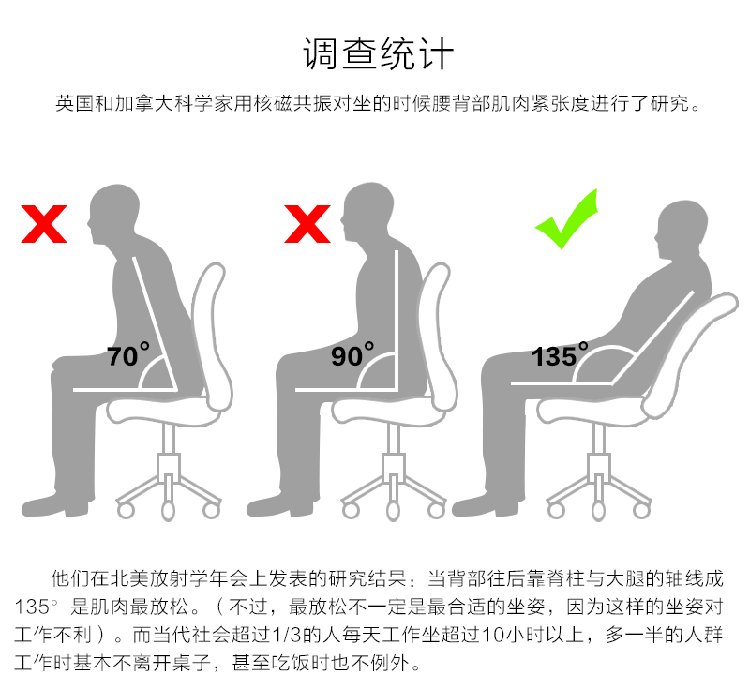 调查统计
英国和加拿大科学家用核磁共振对坐的时候腰背部肌肉紧张度进行了研究。
70°
90°
135°
他们在北美放射学年会上发表的研究结果：当背部往后靠脊柱与大腿的轴线成
135° 是肌肉最放松。（不过，最放松不一定是最合适的坐姿，因为这样的坐姿对
工作不利）。而当代社会超过1/3的人每天工作坐超过10小时以上，多一半的人群
工作时基木不离开桌子，甚至吃饭时也不例外。